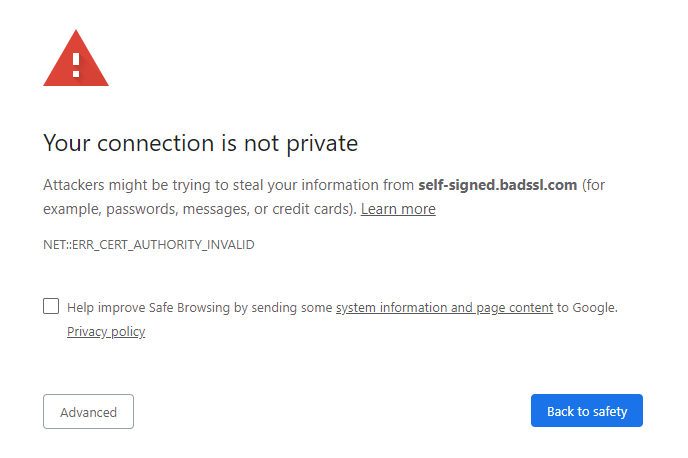 Your connection is not private
Attackers might be trying to steal your information from self-signed.badssl.com (for
example, passwords, messages, or credit cards). Learn more
NET::ERR_CERT_AUTHORITY_INVALID
Help improve Safe Browsing by sending some system information and page content to Google.
Privacy policy
Advanced
Back to safety